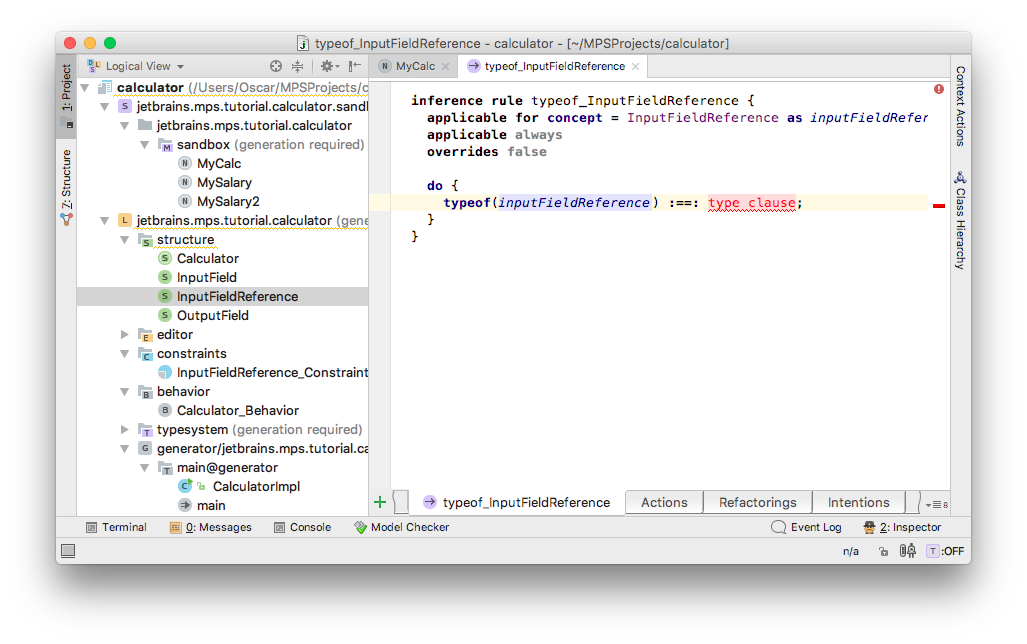 typeof_InputFieldReference - calculator - [~/MPSProjects/calculator]
1: Project
Z: Structure
Logical View
MyCalc
typeof_InputFieldReference
calculator (/Users/Oscar/MPSProjects/c
S jetbrains.mps.tutorial.calculator.sandl
jetbrains.mps.tutorial.calculator
M sandbox (generation required)
N MyCalc
N MySalary
N MySalary2
L jetbrains.mps.tutorial.calculator (gene
S structure
S Calculator
S InputField
S InputFieldReference
S OutputField
E editor
C constraints
InputFieldReference_Constraint
B behavior
B Calculator_Behavior
T typesystem (generation required)
G generator/jetbrains.mps.tutorial.ca
T main@generator
C CalculatorImpl
main
inference rule typeof_InputFieldReference {
applicable for concept = InputFieldReference as inputFieldRefer
applicable always
overrides false
do {
typeof(inputFieldReference) :==: type clause;
}
}
Context Actions
Class Hierarchy
typeof_InputFieldReference
Actions
Refactorings
Intentions
8
Terminal
0: Messages
Console
Model Checker
Event Log
2: Inspector
n/a
T :OFF